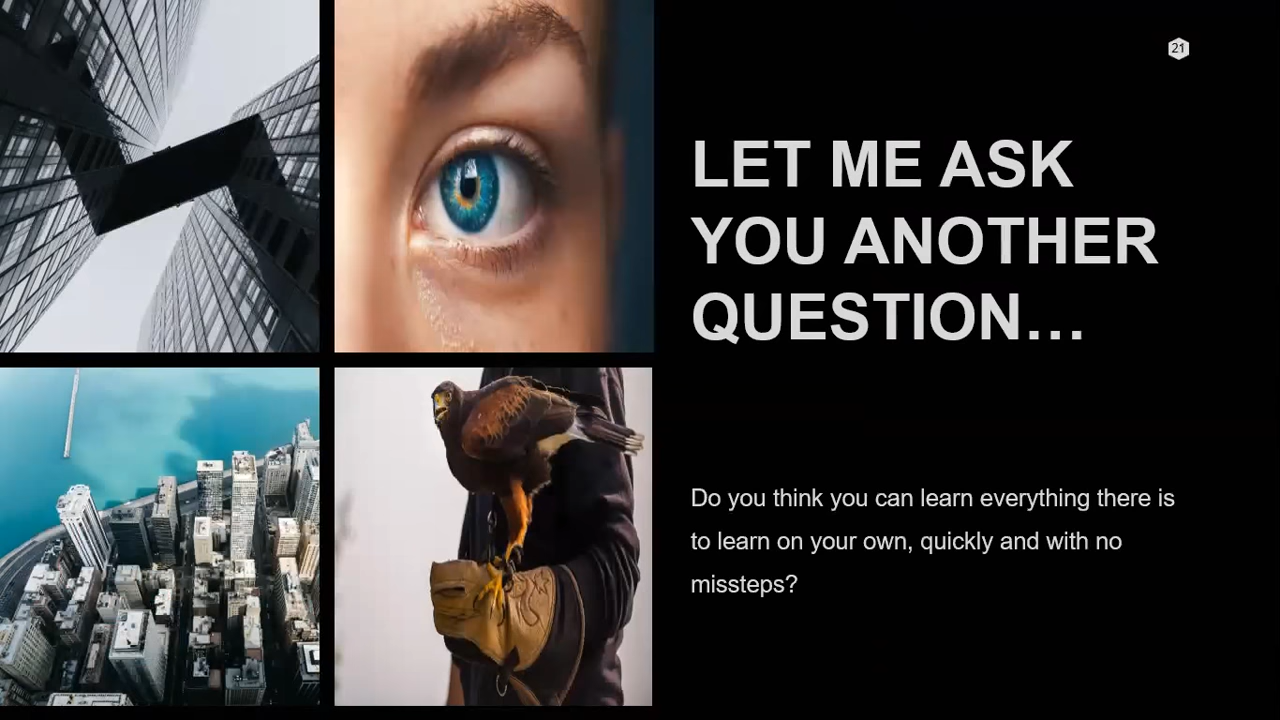 21
LET ME ASK
YOU ANOTHER
QUESTION…
Do you think you can learn everything there is
to learn on your own, quickly and with no
missteps?